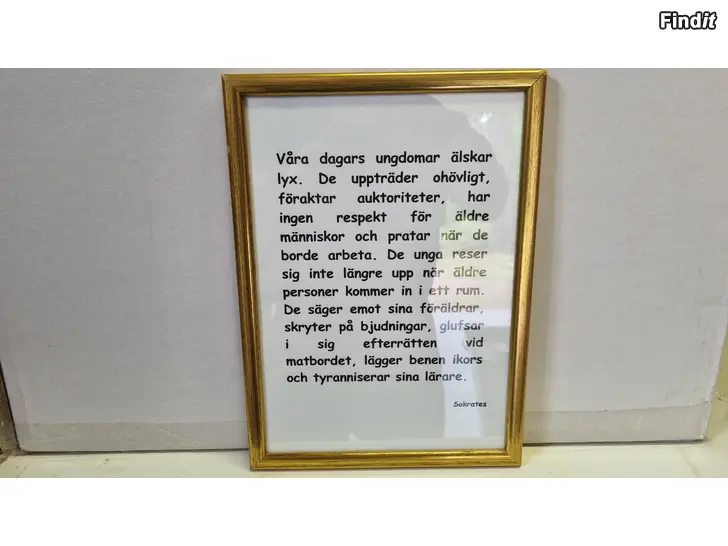 Findit
Våra dagars ungdomar älskar
lyx. De uppträder ohövligt,
föraktar auktoriteter, har
ingen respekt för äldre
människor och pratar när de
borde arbeta. De unga reser
sig inte längre upp när äldre
personer kommer in i ett rum.
De säger emot sina föräldrar,
skryter på bjudningar, glufsar
i sig efterrätten vid
matbordet, lägger benen ikors
och tyranniserar sina lärare.
Sokrates